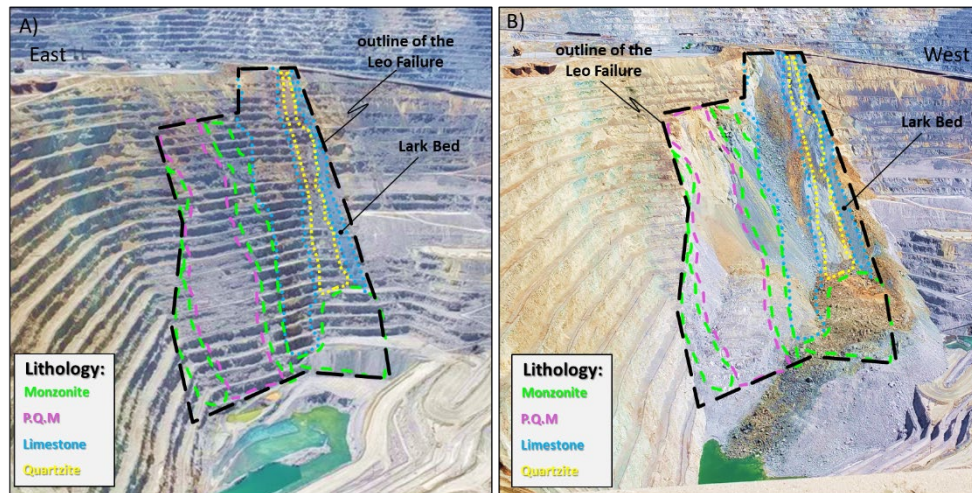 A)
East
outline of the
Leo Failure
Lark Bed
Lithology:
Monzonite
P.Q.M
Limestone
Quartzite
B)
West
outline of the
Leo Failure
Lark Bed
Lithology:
Monzonite
P.Q.M
Limestone
Quartzite